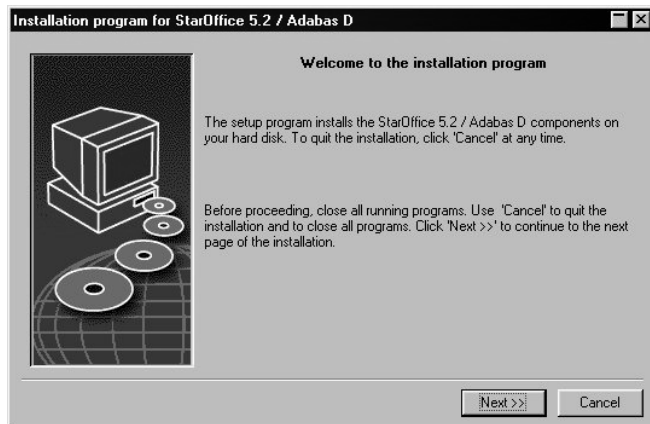 Installation program for StarOffice 5.2 / Adabas D
Welcome to the installation program
The setup program installs the StarOffice 5.2 / Adabas D components on
your hard disk. To quit the installation, click 'Cancel' at any time.
Before proceeding, close all running programs. Use  'Cancel' to quit the
installation and to close all programs. Click 'Next >>' to continue to the next
page of the installation.
Next >>
Cancel